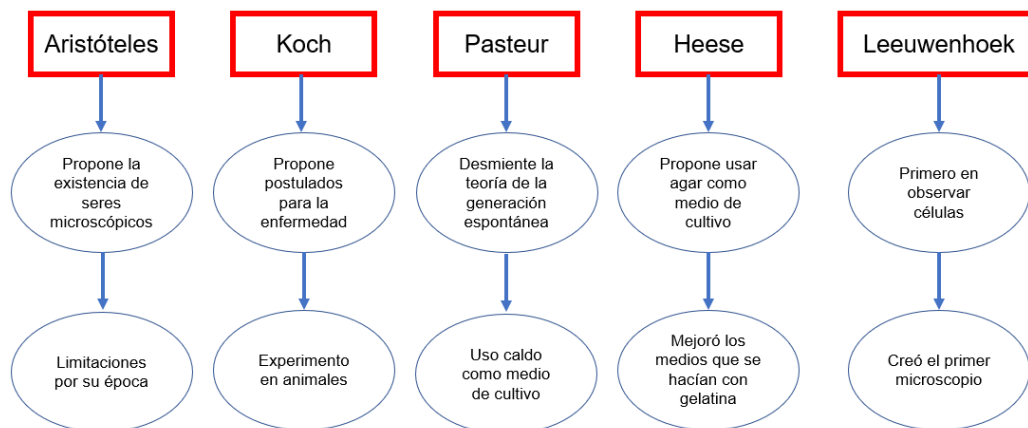 Aristóteles
Koch
Pasteur
Heese
Leeuwenhoek
Propone la
existencia de
seres
microscópicos
Propone
postulados
para la
enfermedad
Desmiente la
teoría de la
generación
espontánea
Propone usar
agar como
medio de
cultivo
Primero en
observar
células
Limitaciones
por su época
Experimento
en animales
Uso caldo
como medio
de cultivo
Mejoró los
medios que se
hacían con
gelatina
Creó el primer
microscopio